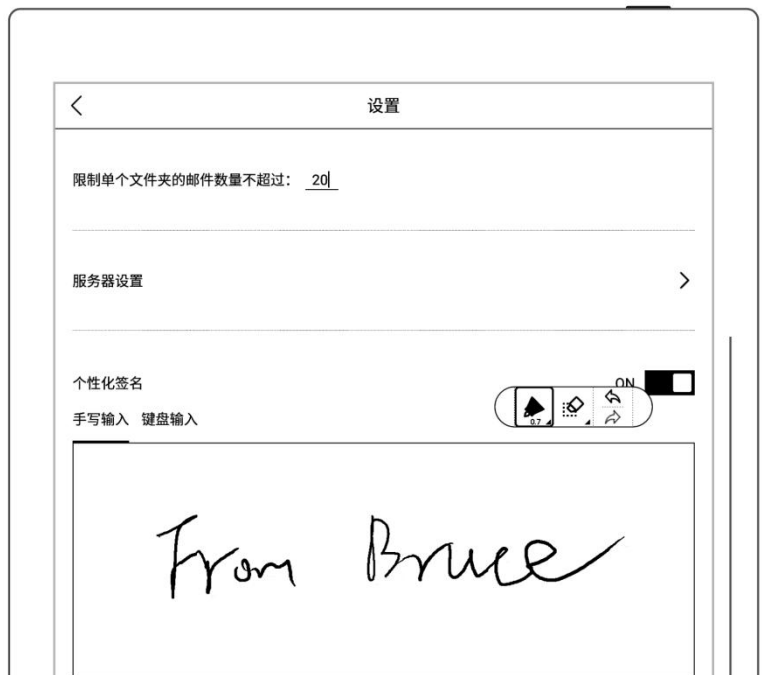 设置
限制单个文件夹的邮件数量不超过： 20
服务器设置
个性化签名 ON
手写输入 键盘输入
0.7
From Bruce